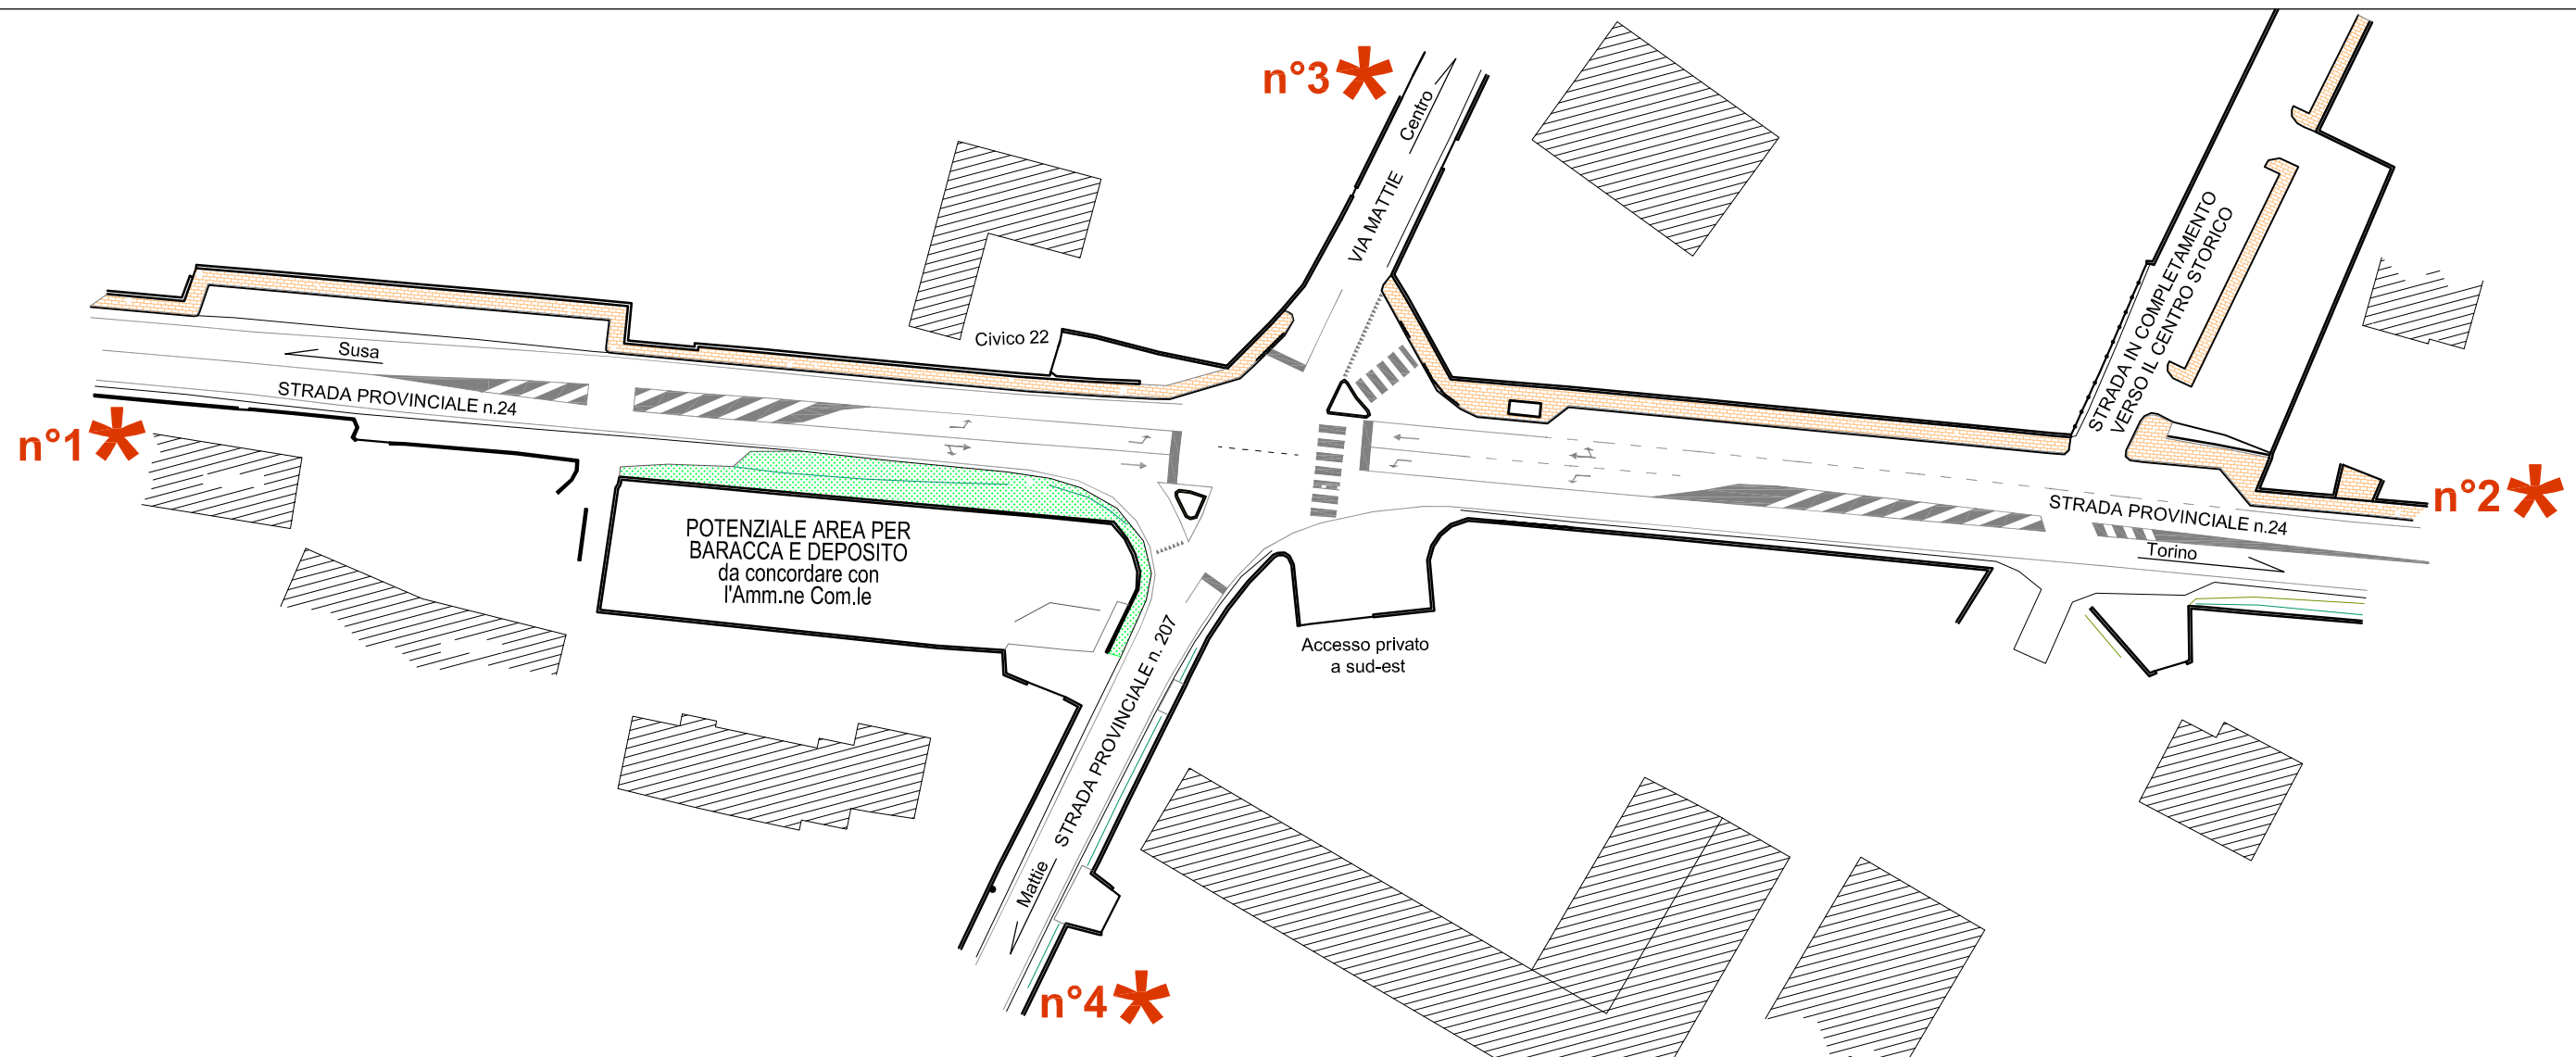 n°3
Centro
VIA MATTIE
Civico 22
Susa
STRADA PROVINCIALE n.24
n°1
STRADA IN COMPLETAMENTO
VERSO IL CENTRO STORICO
n°2
STRADA PROVINCIALE n.24
Torino
POTENZIALE AREA PER
BARACCA E DEPOSITO
da concordare con
l'Amm.ne Com.le
Accesso privato
a sud-est
STRADA PROVINCIALE n. 207
Mattie
n°4